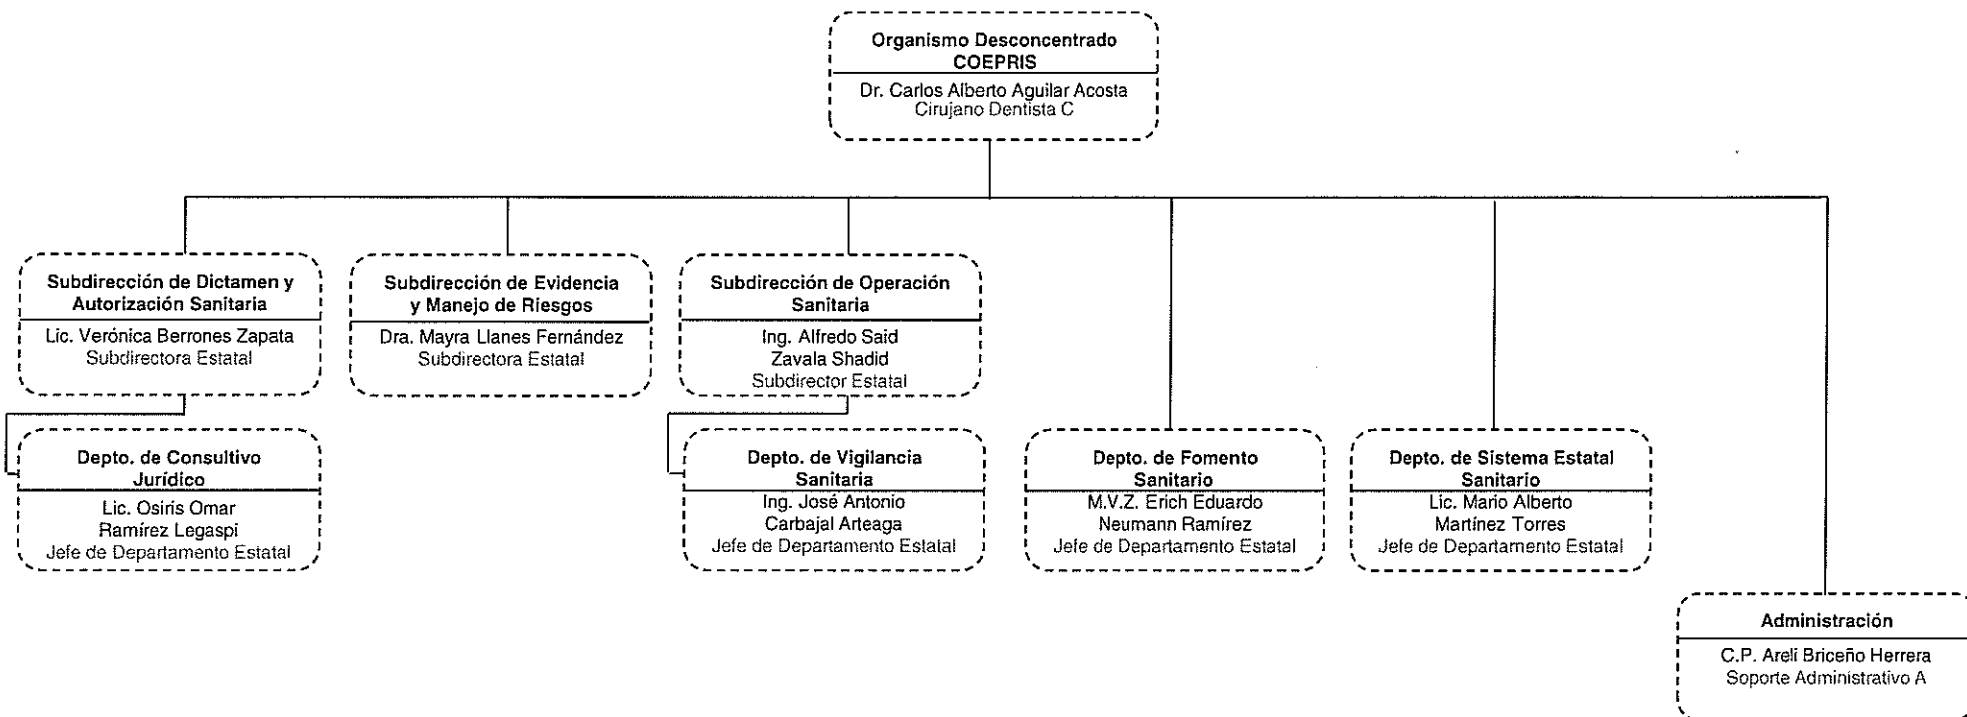 Organismo Desconcentrado
COEPRIS
Dr. Carlos Alberto Aguilar Acosta
Cirujano Dentista C
Subdirección de Dictamen y
Autorización Sanitaria
Lic. Verónica Berrones Zapata
Subdirectora Estatal
Subdirección de Evidencia
y Manejo de Riesgos
Dra. Mayra Llanes Fernández
Subdirectora Estatal
Subdirección de Operación
Sanitaria
Ing. Alfredo Said
Zavala Shadid
Subdirector Estatal
Depto. de Consultivo
Jurídico
Lic. Osiris Omar
Ramírez Legaspi
Jefe de Departamento Estatal
Depto. de Vigilancia
Sanitaria
Ing. José Antonio
Carbajal Arteaga
Jefe de Departamento Estatal
Depto. de Fomento
Sanitario
M.V.Z. Erich Eduardo
Neumann Ramírez
Jefe de Departamento Estatal
Depto. de Sistema Estatal
Sanitario
Lic. Mario Alberto
Martínez Torres
Jefe de Departamento Estatal
Administración
C.P. Areli Briceño Herrera
Soporte Administrativo A